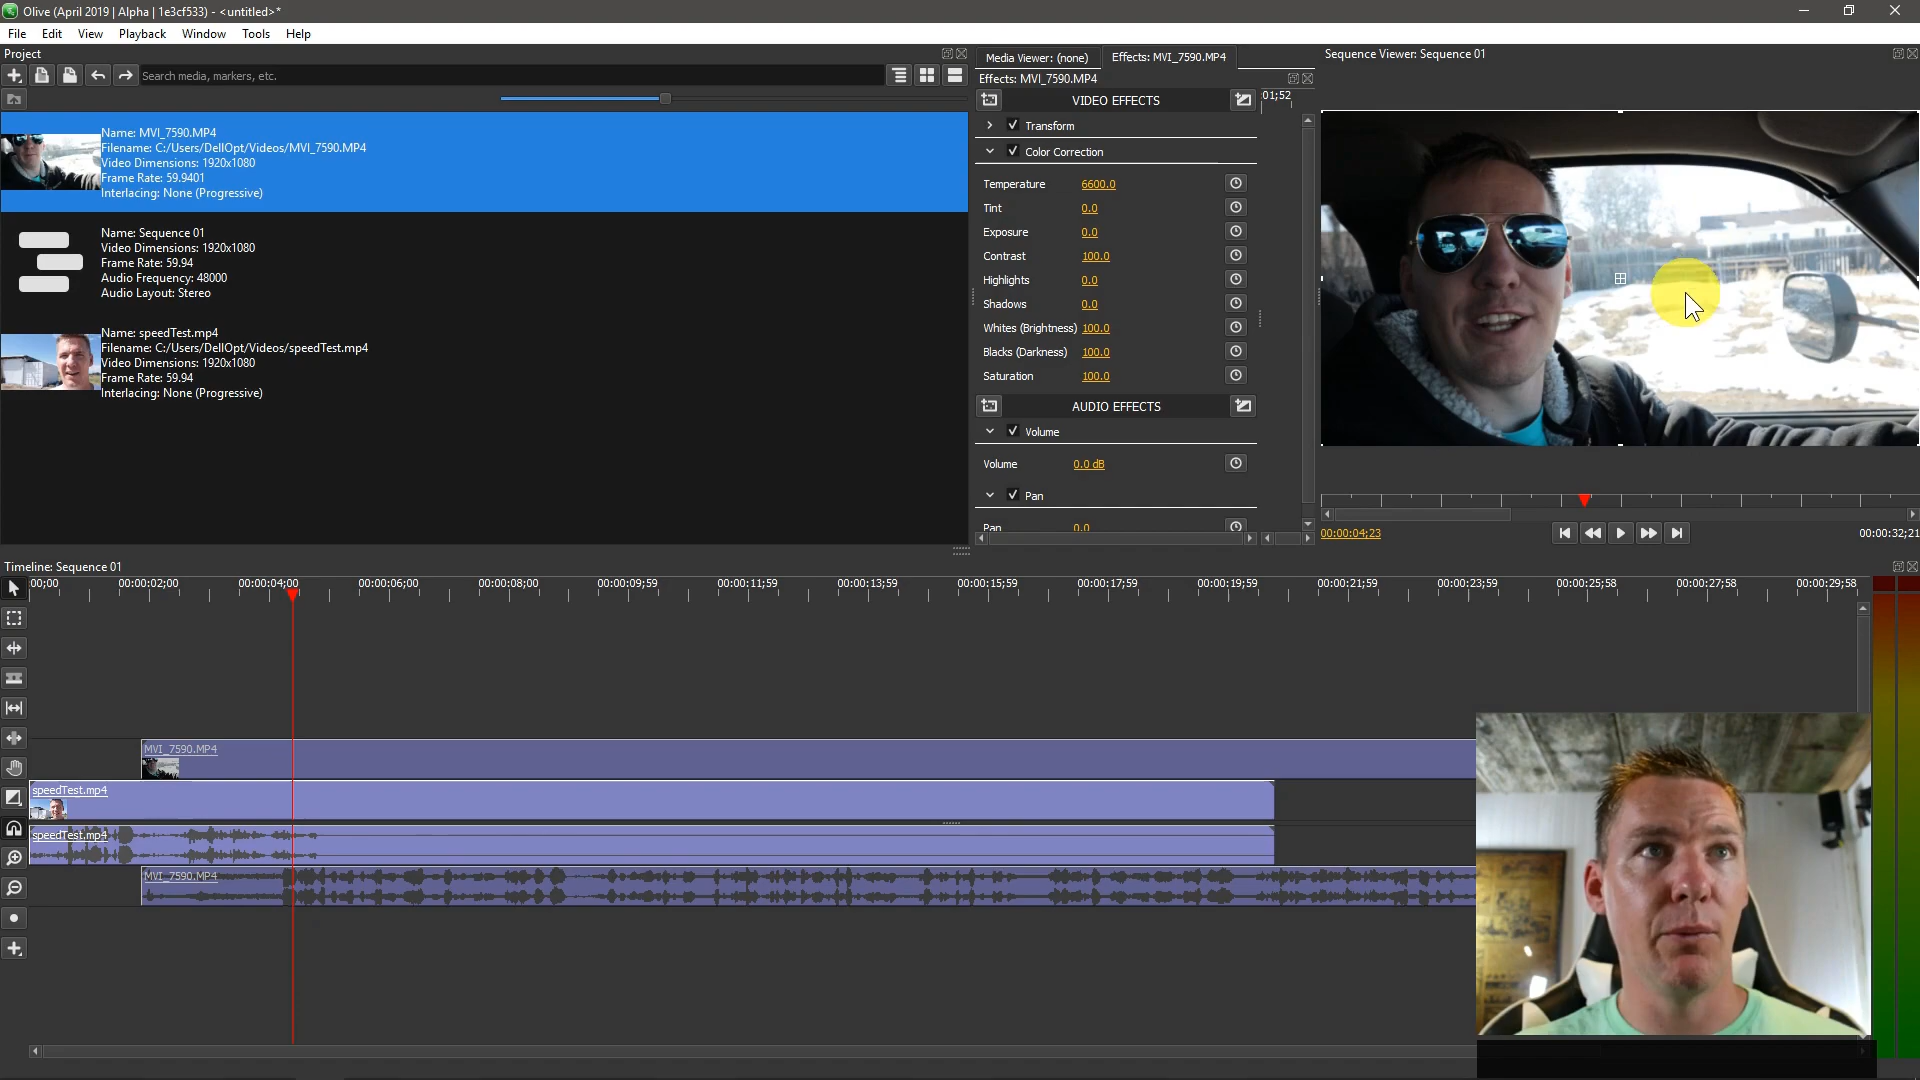 Olive (April 2019 | Alpha | 1e3cf533) - <untitled>*
File Edit View Playback Window Tools Help
Project
Search media, markers, etc.
Name: MVI_7590.MP4
Filename: C:/Users/DellOpt/Videos/MVI_7590.MP4
Video Dimensions: 1920x1080
Frame Rate: 59.9401
Interlacing: None (Progressive)
Name: Sequence 01
Video Dimensions: 1920x1080
Frame Rate: 59.94
Audio Frequency: 48000
Audio Layout: Stereo
Name: speedTest.mp4
Filename: C:/Users/DellOpt/Videos/speedTest.mp4
Video Dimensions: 1920x1080
Frame Rate: 59.94
Interlacing: None (Progressive)
Media Viewer: (none) Effects: MVI_7590.MP4
Effects: MVI_7590.MP4
VIDEO EFFECTS 01;52
Transform
Color Correction
Temperature 6600.0
Tint 0.0
Exposure 0.0
Contrast 100.0
Highlights 0.0
Shadows 0.0
Whites (Brightness) 100.0
Blacks (Darkness) 100.0
Saturation 100.0
AUDIO EFFECTS
Volume
Volume 0.0 dB
Pan
Pan 0.0
Sequence Viewer: Sequence 01
00:00:04;23 00:00:32;21
Timeline: Sequence 01
00;00 00:00:02;00 00:00:04;00 00:00:06;00 00:00:08;00 00:00:09;59 00:00:11;59 00:00:13;59 00:00:15;59 00:00:17;59 00:00:19;59 00:00:21;59 00:00:23;59 00:00:25;58 00:00:27;58 00:00:29;58
MVI_7590.MP4
speedTest.mp4
speedTest.mp4
MVI_7590.MP4